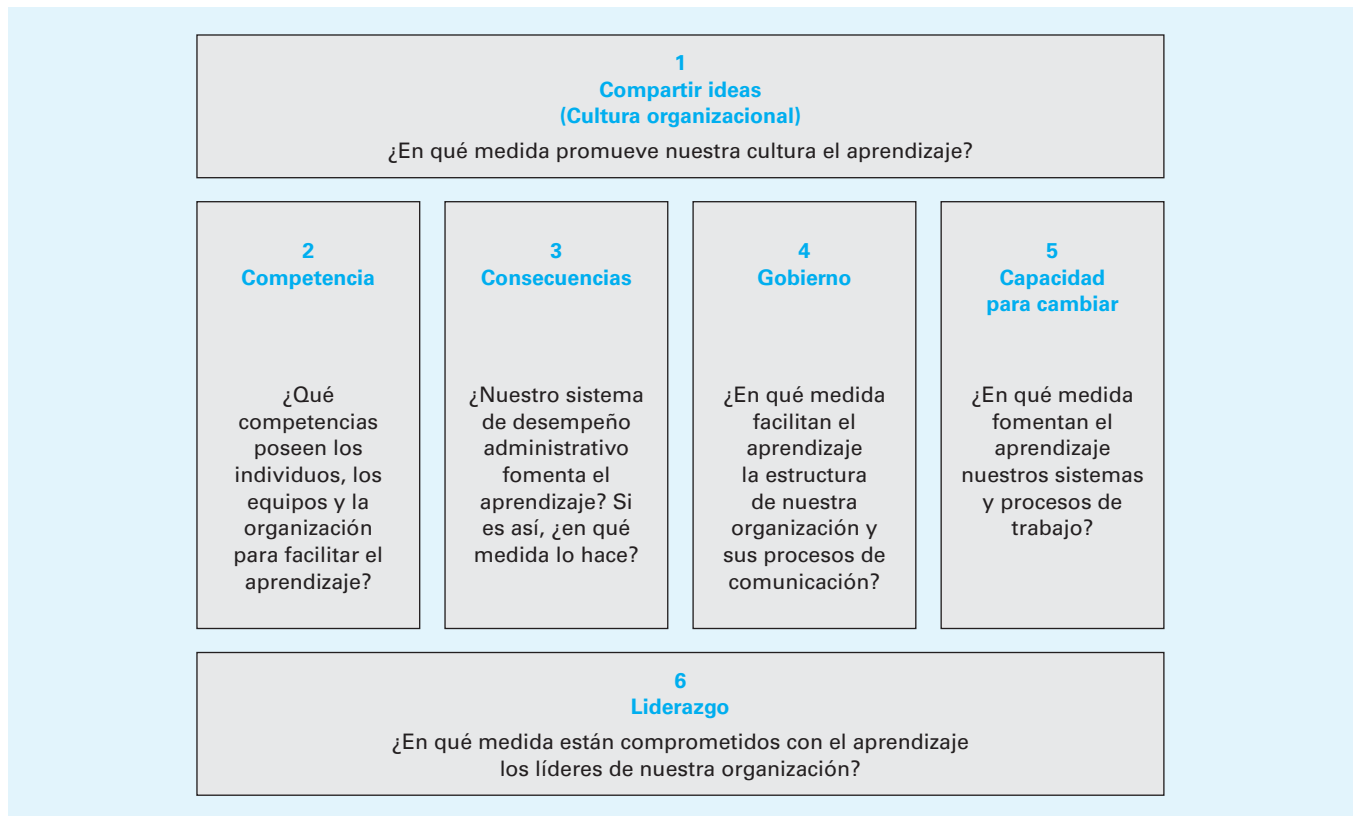 1
Compartir ideas
(Cultura organizacional)
¿En qué medida promueve nuestra cultura el aprendizaje?
2
Competencia
¿Qué
competencias
poseen los
individuos, los
equipos y la
organización
para facilitar el
aprendizaje?
3
Consecuencias
¿Nuestro sistema
de desempeño
administrativo
fomenta el
aprendizaje? Si
es así, ¿en qué
medida lo hace?
4
Gobierno
¿En qué medida
facilitan el
aprendizaje
la estructura
de nuestra
organización y
sus procesos de
comunicación?
5
Capacidad
para cambiar
¿En qué medida
fomentan el
aprendizaje
nuestros sistemas
y procesos de
trabajo?
6
Liderazgo
¿En qué medida están comprometidos con el aprendizaje
los líderes de nuestra organización?